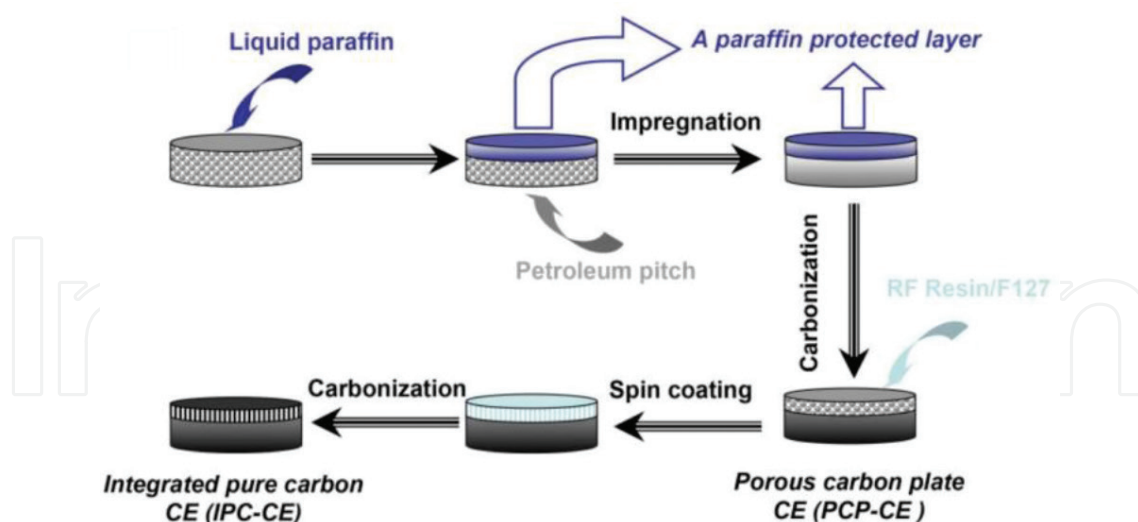 Liquid paraffin
A paraffin protected layer
Impregnation
Petroleum pitch
Carbonization
RF Resin/F127
Carbonization
Spin coating
Integrated pure carbon
CE (IPC-CE)
Porous carbon plate
CE (PCP-CE )